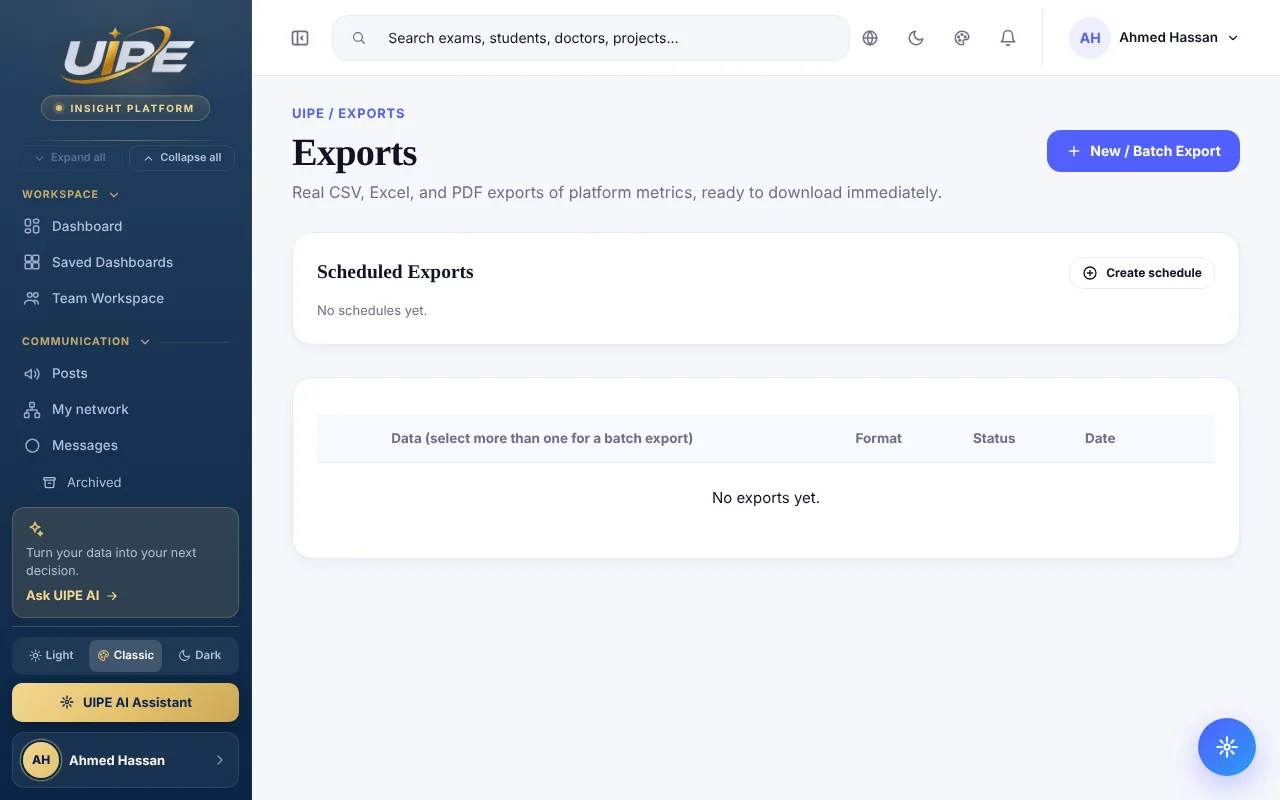 UIPE
INSIGHT PLATFORM
Expand all
Collapse all
WORKSPACE
Dashboard
Saved Dashboards
Team Workspace
COMMUNICATION
Posts
My network
Messages
Archived
Turn your data into your next
decision.
Ask UIPE AI →
Light
Classic
Dark
UIPE AI Assistant
AH
Ahmed Hassan
Search exams, students, doctors, projects...
AH
Ahmed Hassan
UIPE / EXPORTS
Exports
Real CSV, Excel, and PDF exports of platform metrics, ready to download immediately.
+ New / Batch Export
Scheduled Exports
Create schedule
No schedules yet.
Data (select more than one for a batch export)
Format
Status
Date
No exports yet.